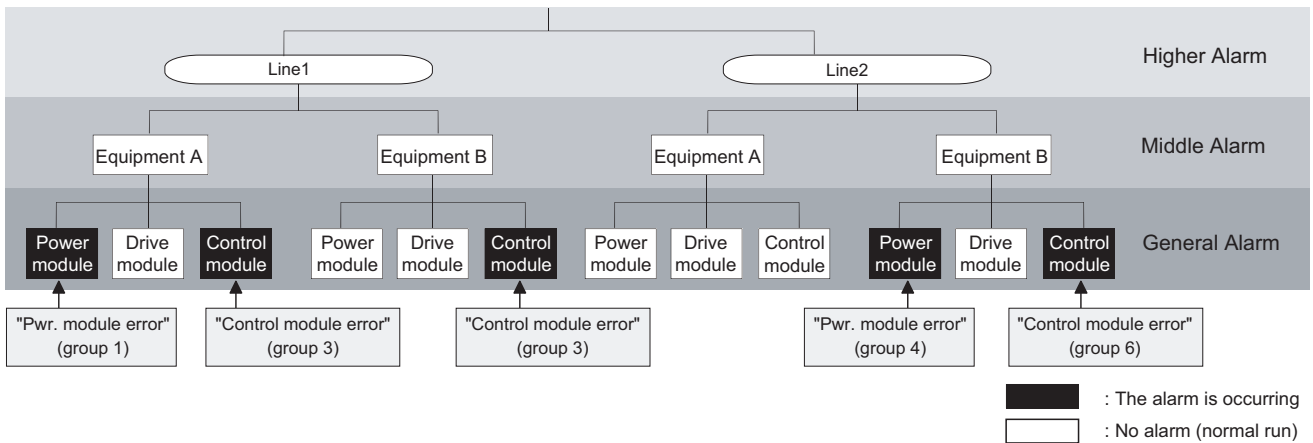 Higher Alarm
Line1
Line2
Middle Alarm
Equipment A
Equipment B
Equipment A
Equipment B
General Alarm
Power
module
Drive
module
Control
module
Power
module
Drive
module
Control
module
Power
module
Drive
module
Control
module
Power
module
Drive
module
Control
module
"Pwr. module error"
(group 1)
"Control module error"
(group 3)
"Control module error"
(group 3)
"Pwr. module error"
(group 4)
"Control module error"
(group 6)
: The alarm is occurring
: No alarm (normal run)